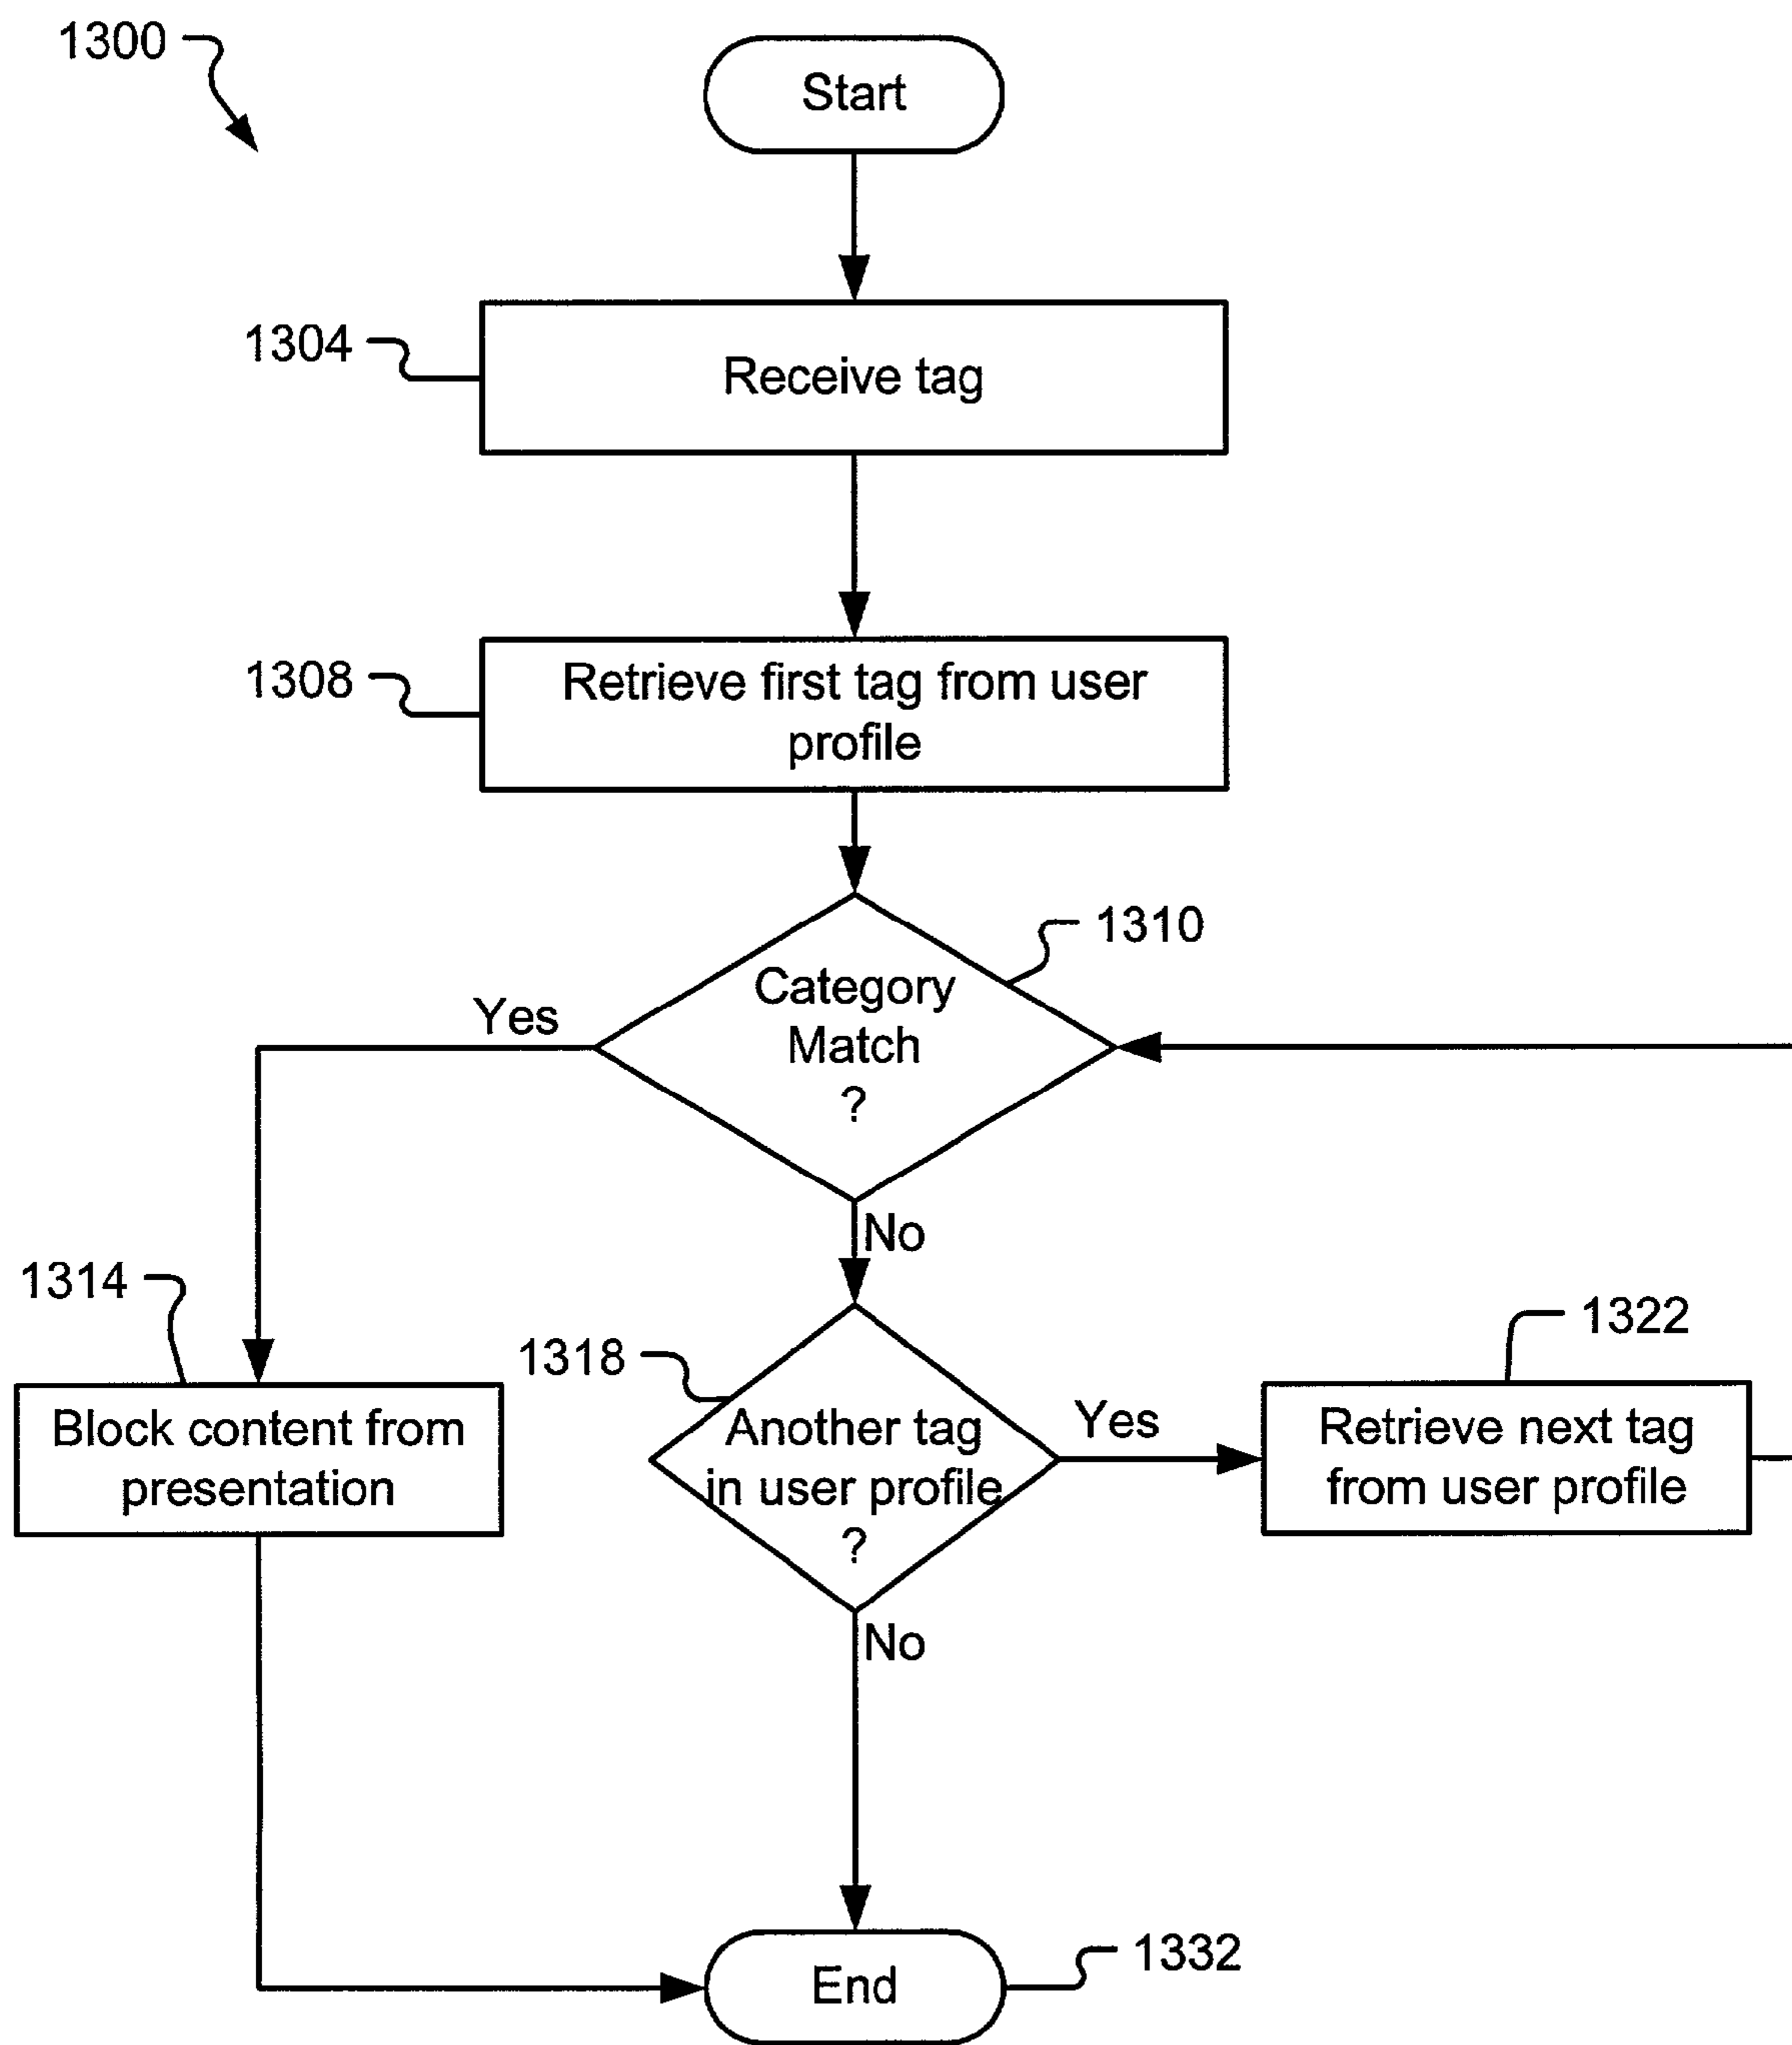 1300
Start
1304
Receive tag
1308
Retrieve first tag from user
profile
1310
Category
Match
?
Yes
No
1314
Block content from
presentation
1318
Another tag
in user profile
?
Yes
1322
Retrieve next tag
from user profile
No
End
1332